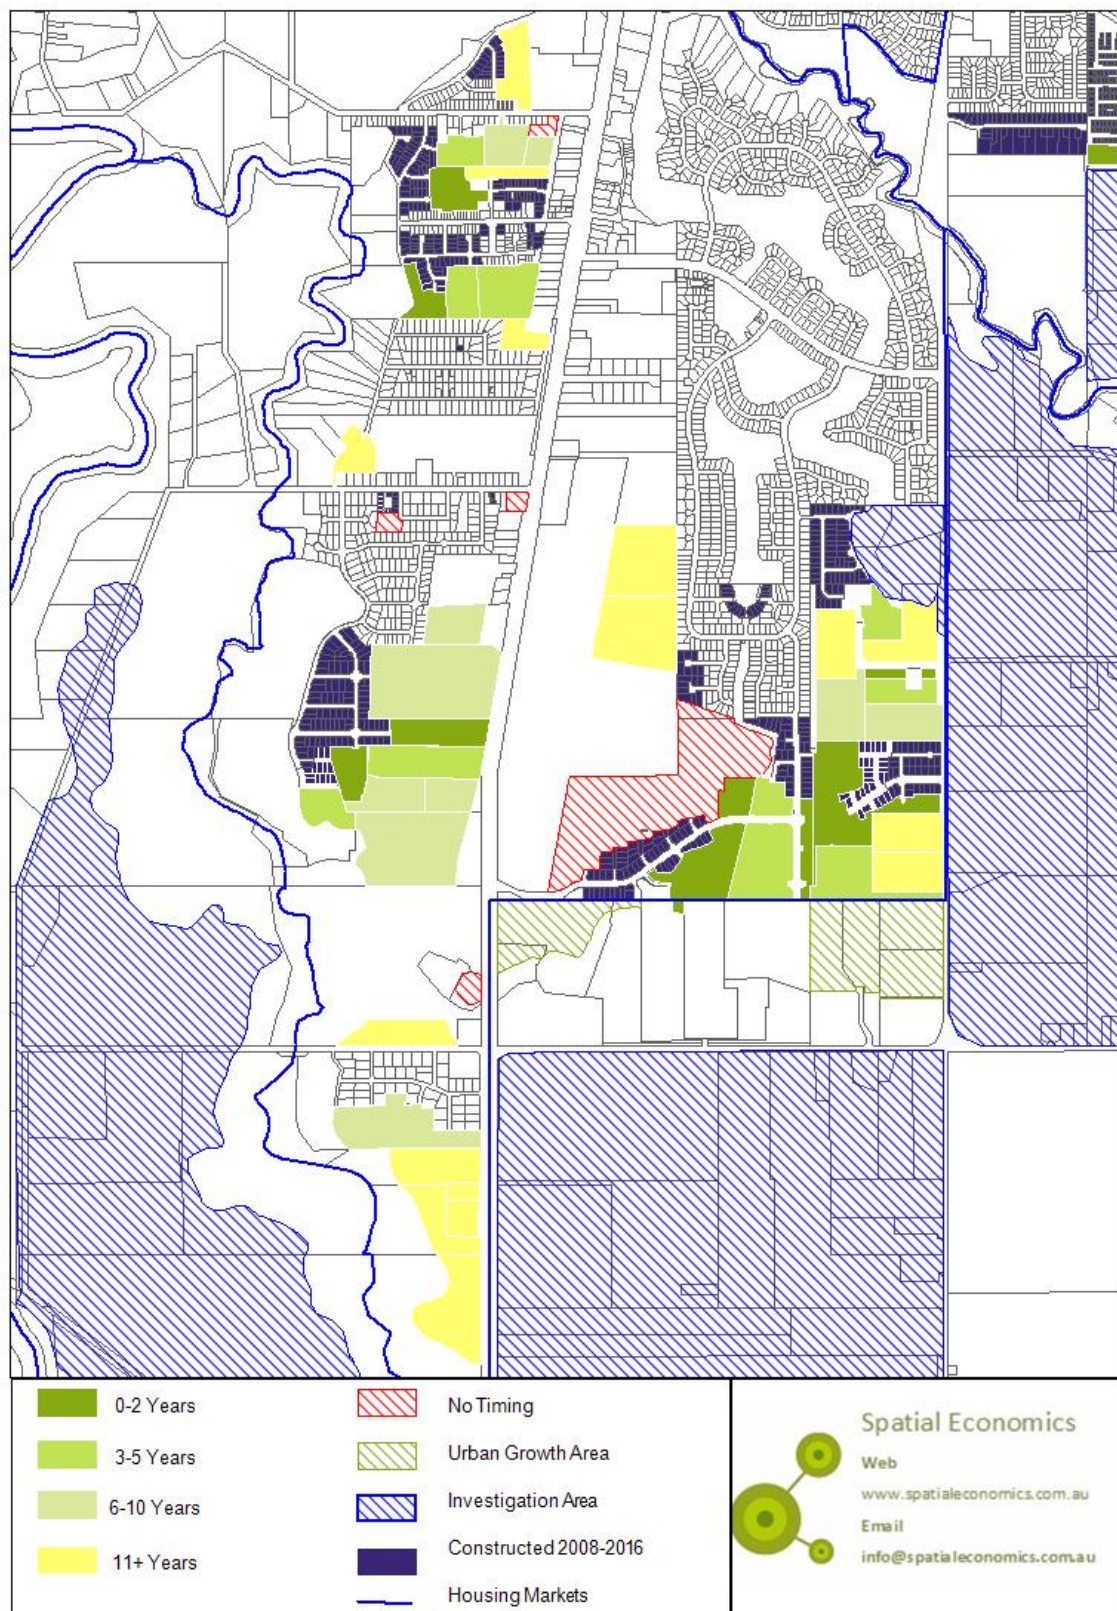 0-2 Years
3-5 Years
6-10 Years
11+ Years
No Timing
Urban Growth Area
Investigation Area
Constructed 2008-2016
Housing Markets
Spatial Economics
Web
www.spatialeconomics.com.au
Email
info@spatialeconomics.com.au